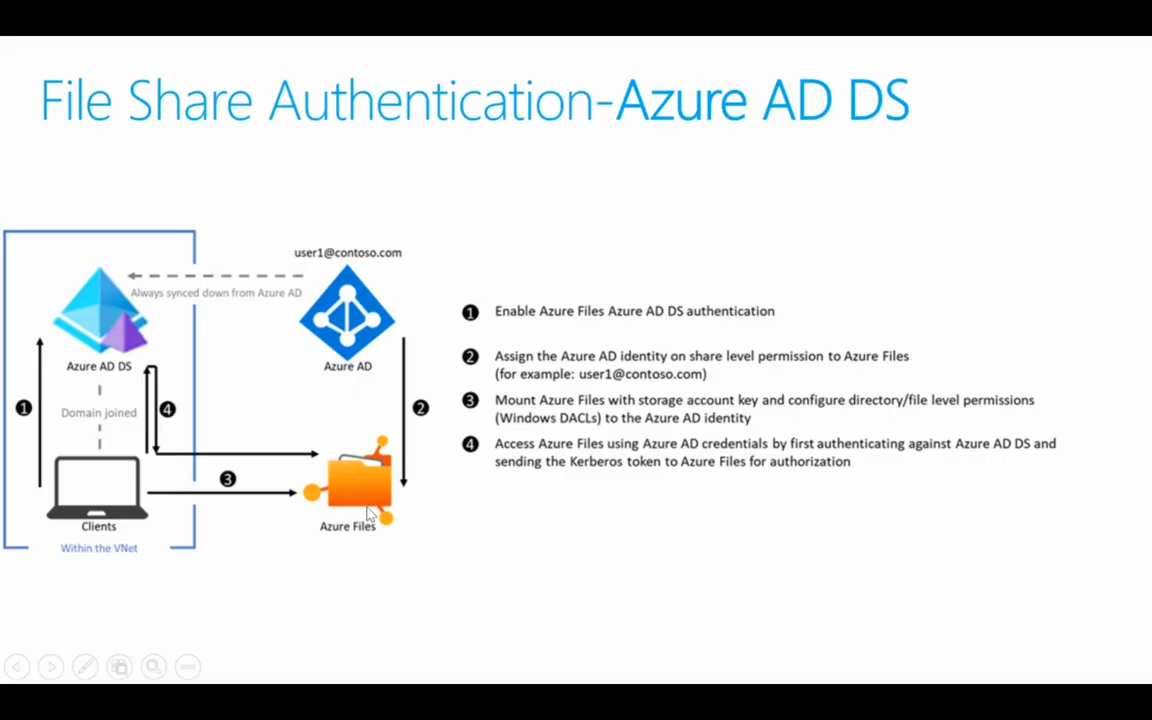 File Share Authentication-Azure AD DS
user1@contoso.com
Always synced down from Azure AD
Azure AD DS
Azure AD
1
Domain joined
4
2
3
Clients
Azure Files
Within the VNet
1 Enable Azure Files Azure AD DS authentication
2 Assign the Azure AD identity on share level permission to Azure Files
(for example: user1@contoso.com)
3 Mount Azure Files with storage account key and configure directory/file level permissions
(Windows DACLs) to the Azure AD identity
4 Access Azure Files using Azure AD credentials by first authenticating against Azure AD DS and
sending the Kerberos token to Azure Files for authorization